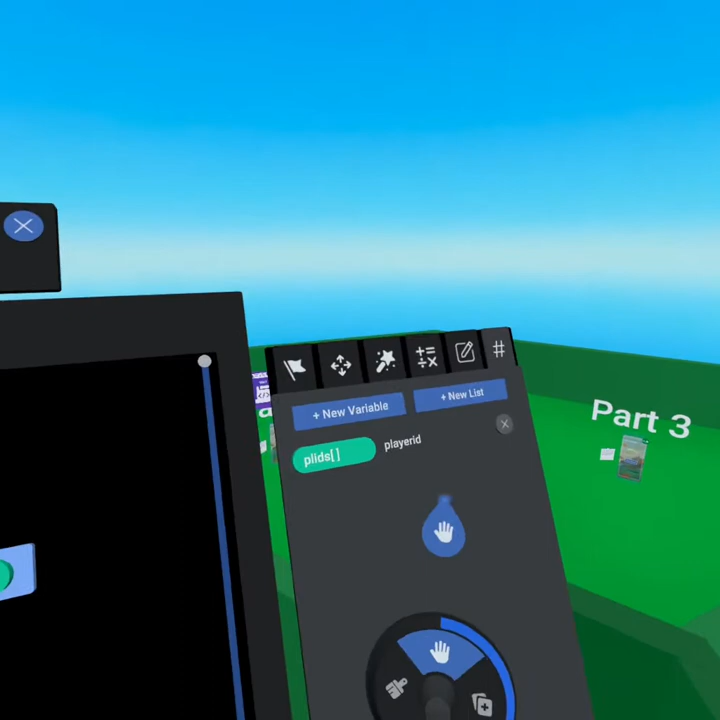 + New Variable
+ New List
plids[ ]
playerid
Part 3